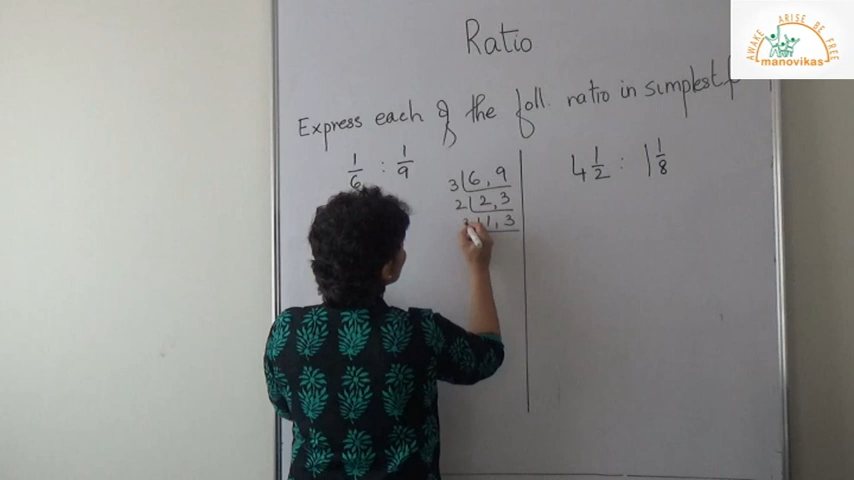 AWAKE ARISE BE FREE
manovikas
Ratio
Express each of the foll. ratio in simplest
1/6 : 1/9
3 6, 9
2 2, 3
1, 3
4 1/2 : 1 1/8